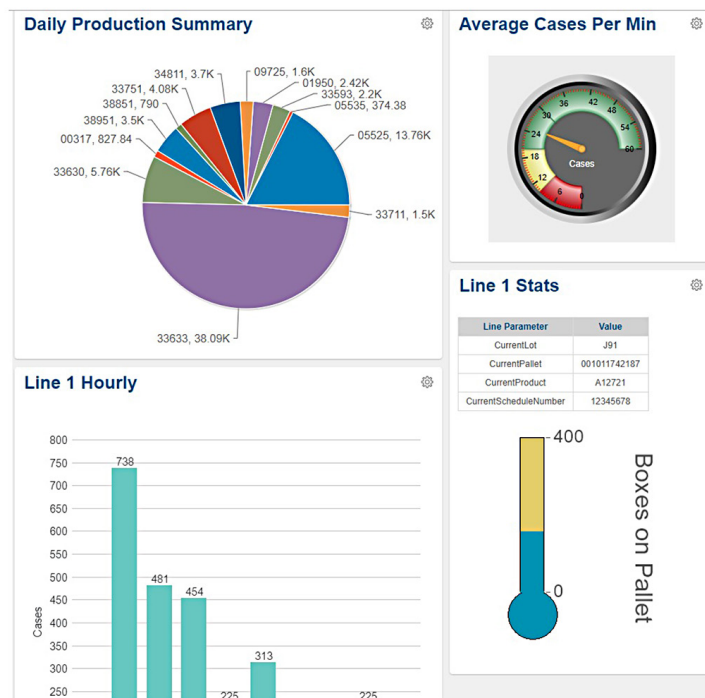 Daily Production Summary
34811, 3.7K
09725, 1.6K
33751, 4.08K
01950, 2.42K
38851, 790
33593, 2.2K
38951, 3.5K
05535, 374.38
00317, 827.84
05525, 13.76K
33630, 5.76K
33711, 1.5K
33633, 38.09K
Average Cases Per Min
0
6
12
18
24
30
36
42
48
54
60
Cases
Line 1 Stats
Line Parameter Value
CurrentLot J91
CurrentPallet 001011742187
CurrentProduct A12721
CurrentScheduleNumber 12345678
400
0
Boxes on Pallet
Line 1 Hourly
Cases
800
750
700
650
600
550
500
450
400
350
300
250
738
481
454
225
313
225